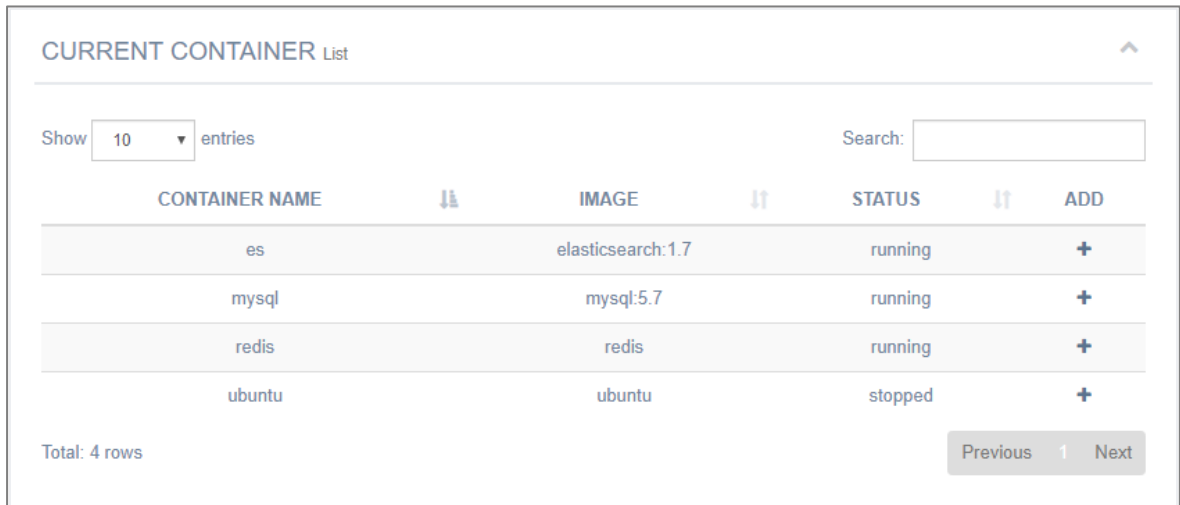 CURRENT CONTAINER List
Show 10 entries Search:
CONTAINER NAME IMAGE STATUS ADD
es elasticsearch:1.7 running
mysql mysql:5.7 running
redis redis running
ubuntu ubuntu stopped
Total: 4 rows Previous 1 Next